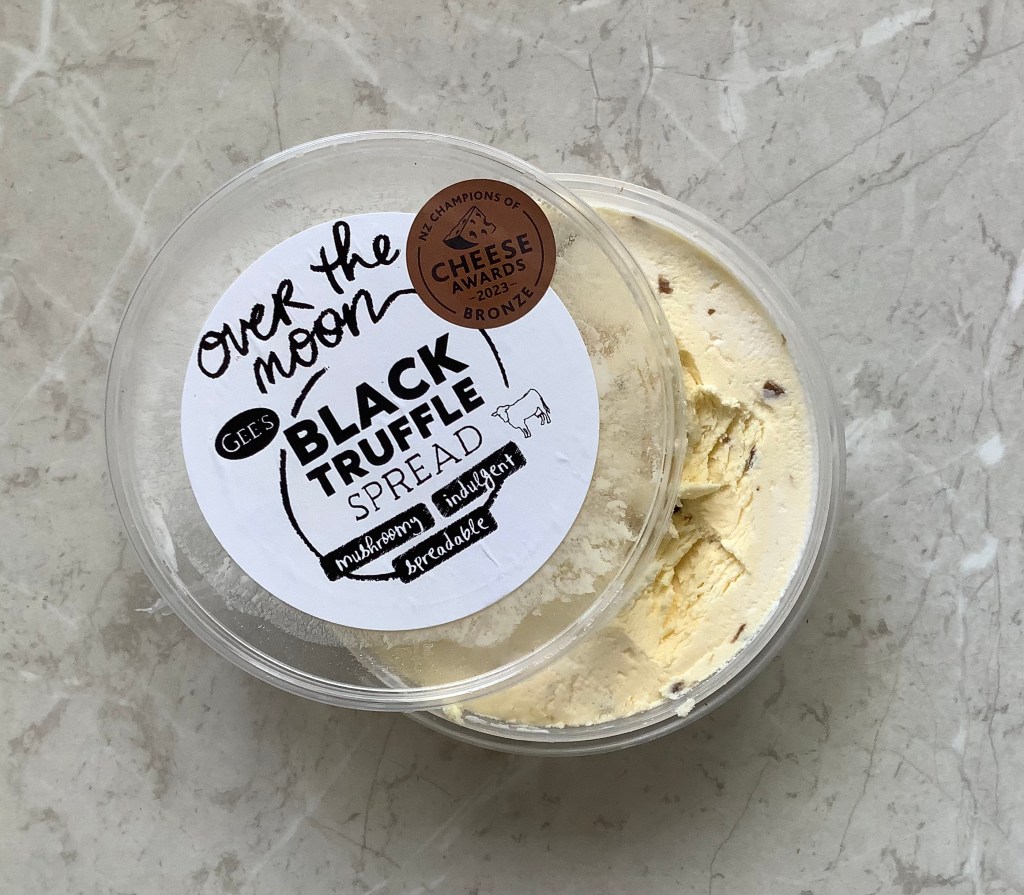 over the
moon
GEE'S
BLACK
TRUFFLE
SPREAD
mushroomy indulgent
spreadable
NZ CHAMPIONS OF
CHEESE
AWARDS
-2023-
BRONZE